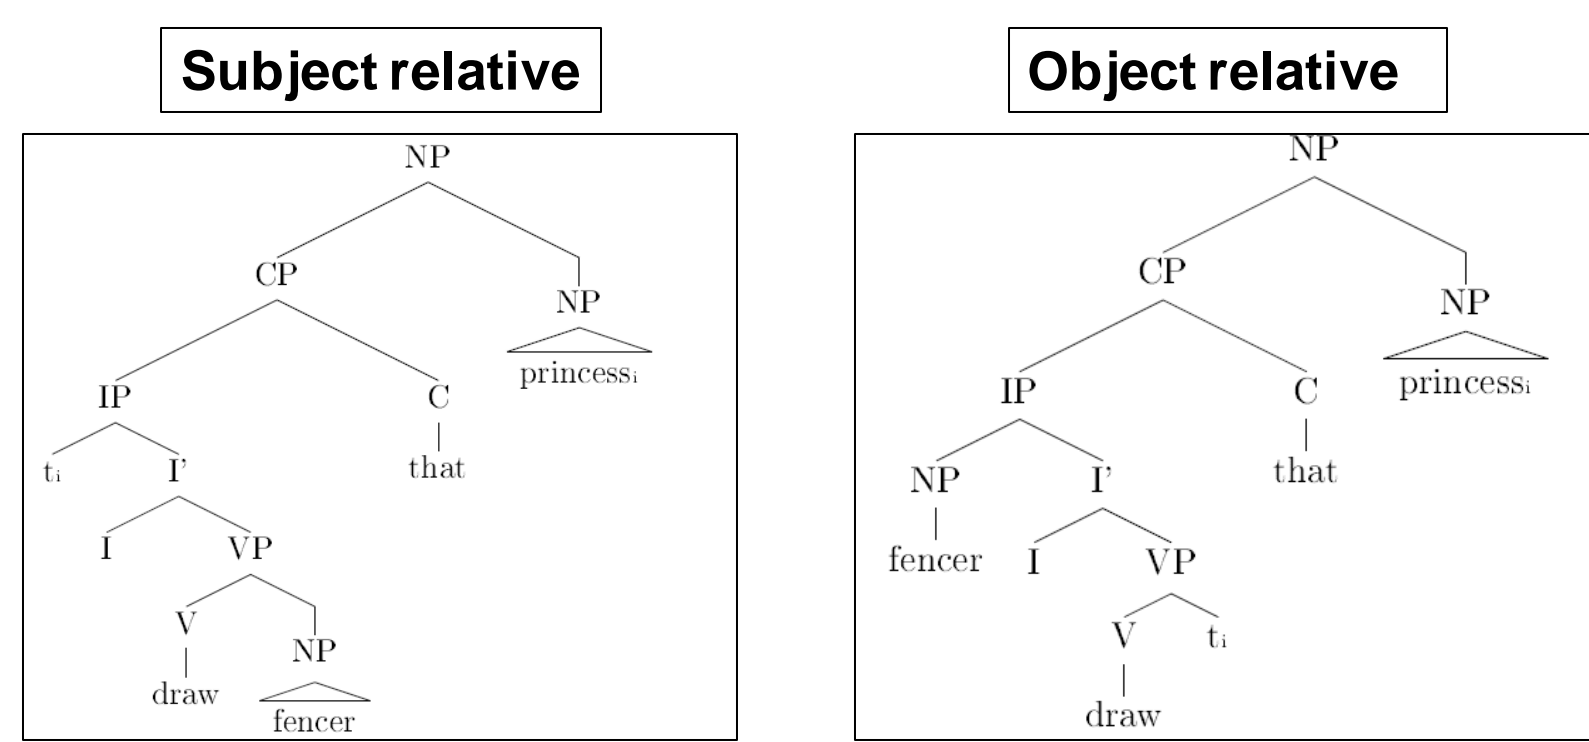 Subject relative
NP
CP
NP
princessᵢ
IP
C
tᵢ
I'
that
I
VP
V
NP
draw
fencer
Object relative
NP
CP
NP
princessᵢ
IP
C
NP
I'
that
fencer
I
VP
V
tᵢ
draw